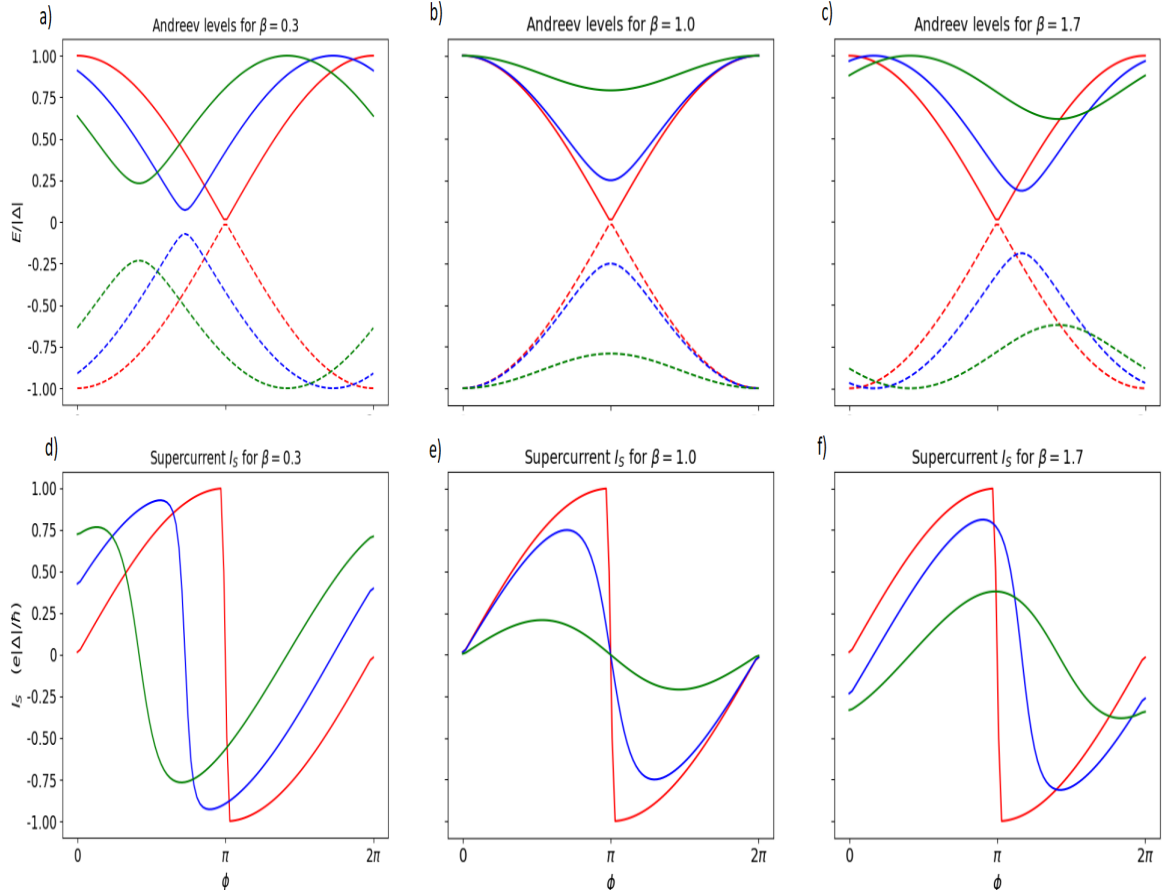 a)
Andreev levels for β = 0.3
b)
Andreev levels for β = 1.0
c)
Andreev levels for β = 1.7
1.00
0.75
0.50
0.25
0
-0.25
-0.50
-0.75
-1.00
E/|Δ|
d)
Supercurrent I_S for β = 0.3
e)
Supercurrent I_S for β = 1.0
f)
Supercurrent I_S for β = 1.7
1.00
0.75
0.50
0.25
0
-0.25
-0.50
-0.75
-1.00
I_S (e|Δ|/ħ)
0 π 2π
0 π 2π
0 π 2π
ϕ
ϕ
ϕ